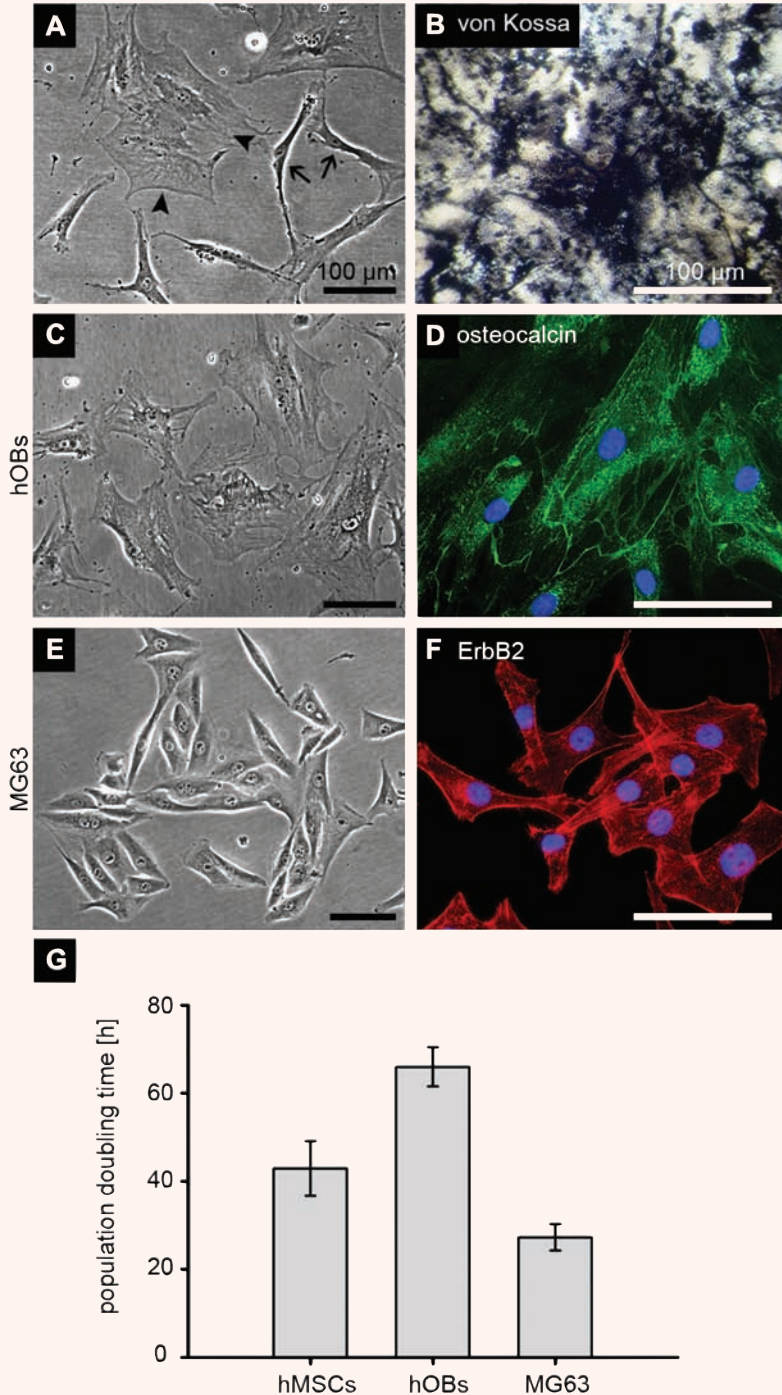 A
100 µm
B von Kossa
100 µm
hOBs
C
D osteocalcin
MG63
E
F ErbB2
G
population doubling time [h]
80
60
40
20
0
hMSCs hOBs MG63